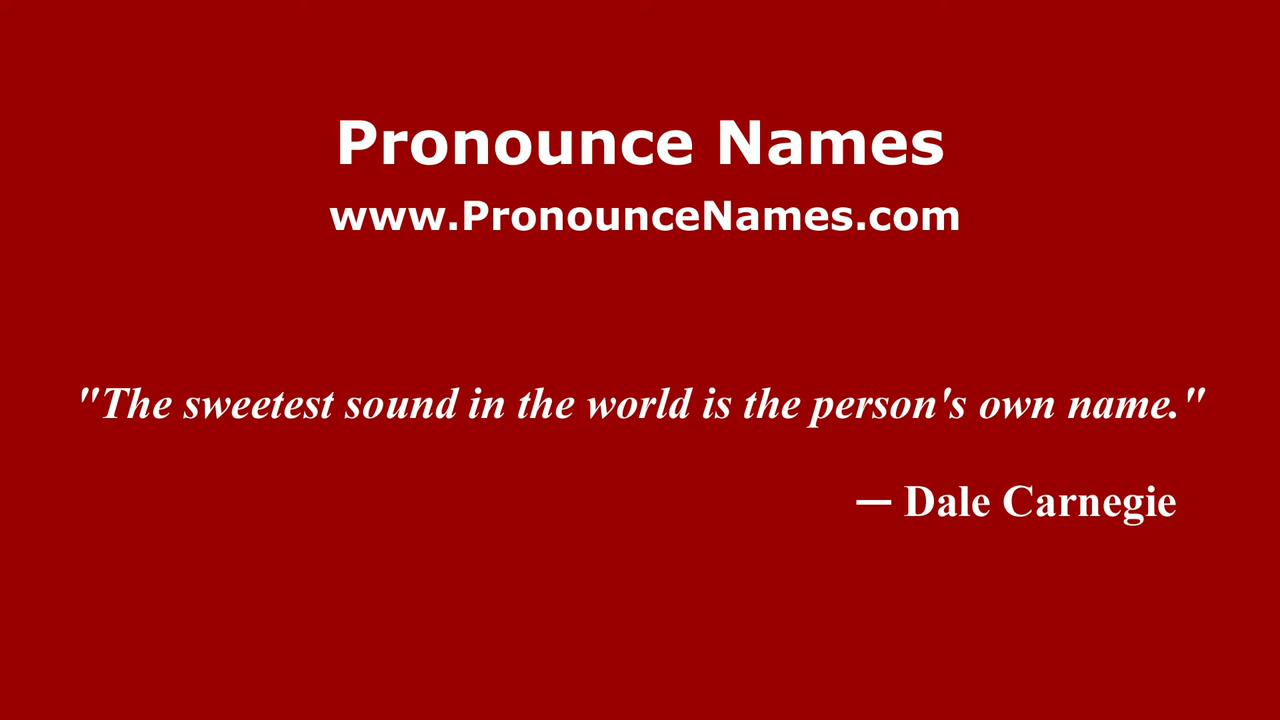 Pronounce Names
www.PronounceNames.com
"The sweetest sound in the world is the person's own name."
— Dale Carnegie